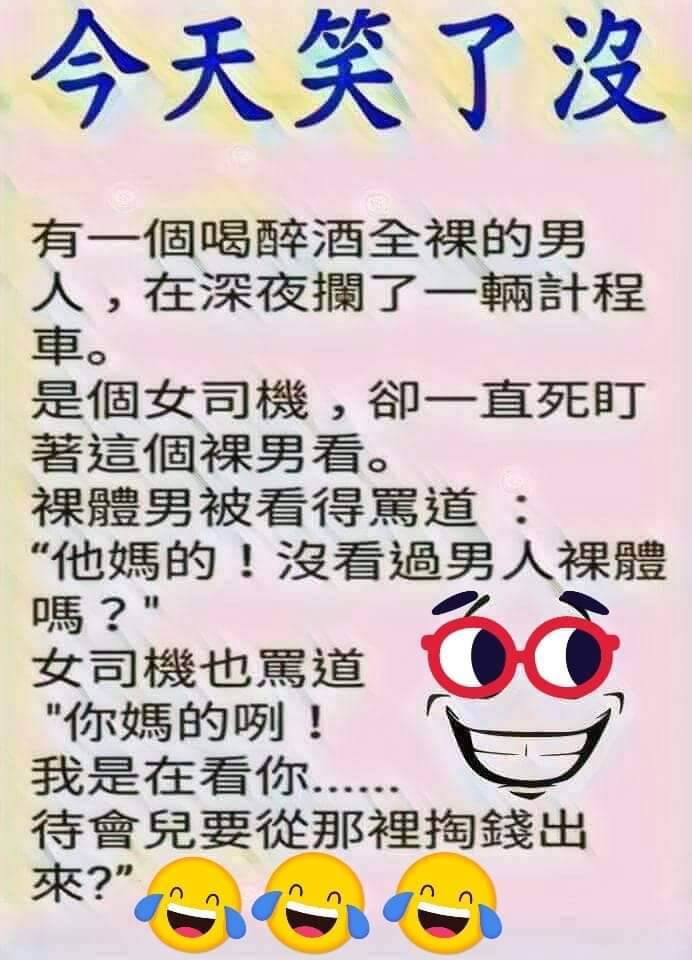 今天笑了沒
有一個喝醉酒全裸的男
人，在深夜攔了一輛計程
車。
是個女司機，卻一直死盯
著這個裸男看。
裸體男被看得罵道 ：
“他媽的！沒看過男人裸體
嗎？"
女司機也罵道
"你媽的咧！
我是在看你......
待會兒要從那裡掏錢出
來?”